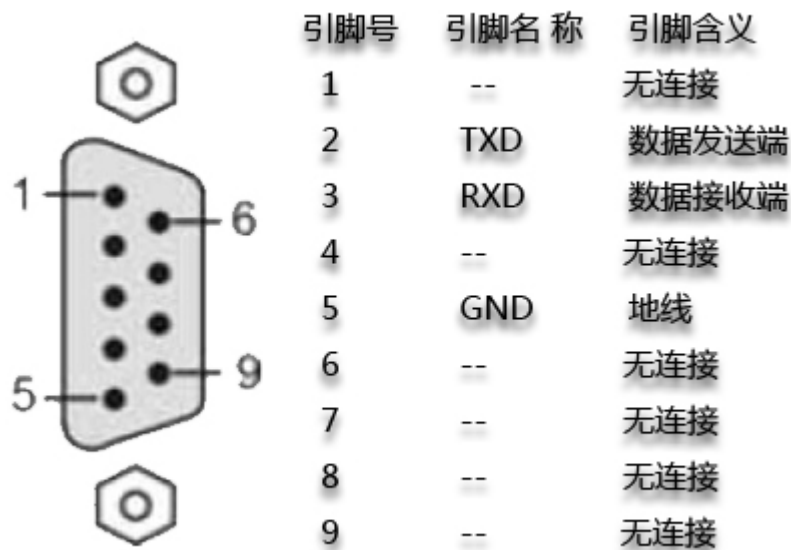 引脚号 引脚名 称 引脚含义
1 -- 无连接
2 TXD 数据发送端
3 RXD 数据接收端
4 -- 无连接
5 GND 地线
6 -- 无连接
7 -- 无连接
8 -- 无连接
9 -- 无连接
1
6
9
5